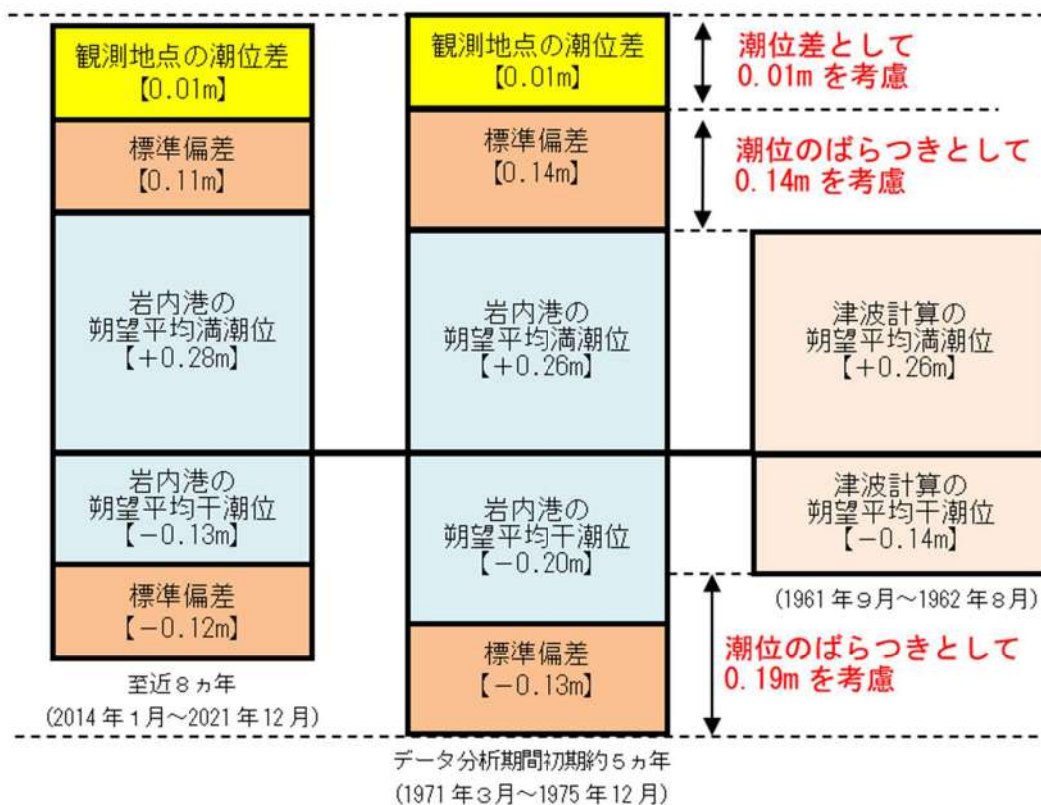 観測地点の潮位差
【0.01m】
標準偏差
【0.11m】
岩内港の
朔望平均満潮位
【+0.28m】
岩内港の
朔望平均干潮位
【-0.13m】
標準偏差
【-0.12m】
至近8ヵ年
(2014年1月～2021年12月)
観測地点の潮位差
【0.01m】
標準偏差
【0.14m】
岩内港の
朔望平均満潮位
【+0.26m】
岩内港の
朔望平均干潮位
【-0.20m】
標準偏差
【-0.13m】
データ分析期間初期約5ヵ年
(1971年3月～1975年12月)
潮位差として
0.01mを考慮
潮位のばらつきとして
0.14mを考慮
津波計算の
朔望平均満潮位
【+0.26m】
津波計算の
朔望平均干潮位
【-0.14m】
(1961年9月～1962年8月)
潮位のばらつきとして
0.19mを考慮